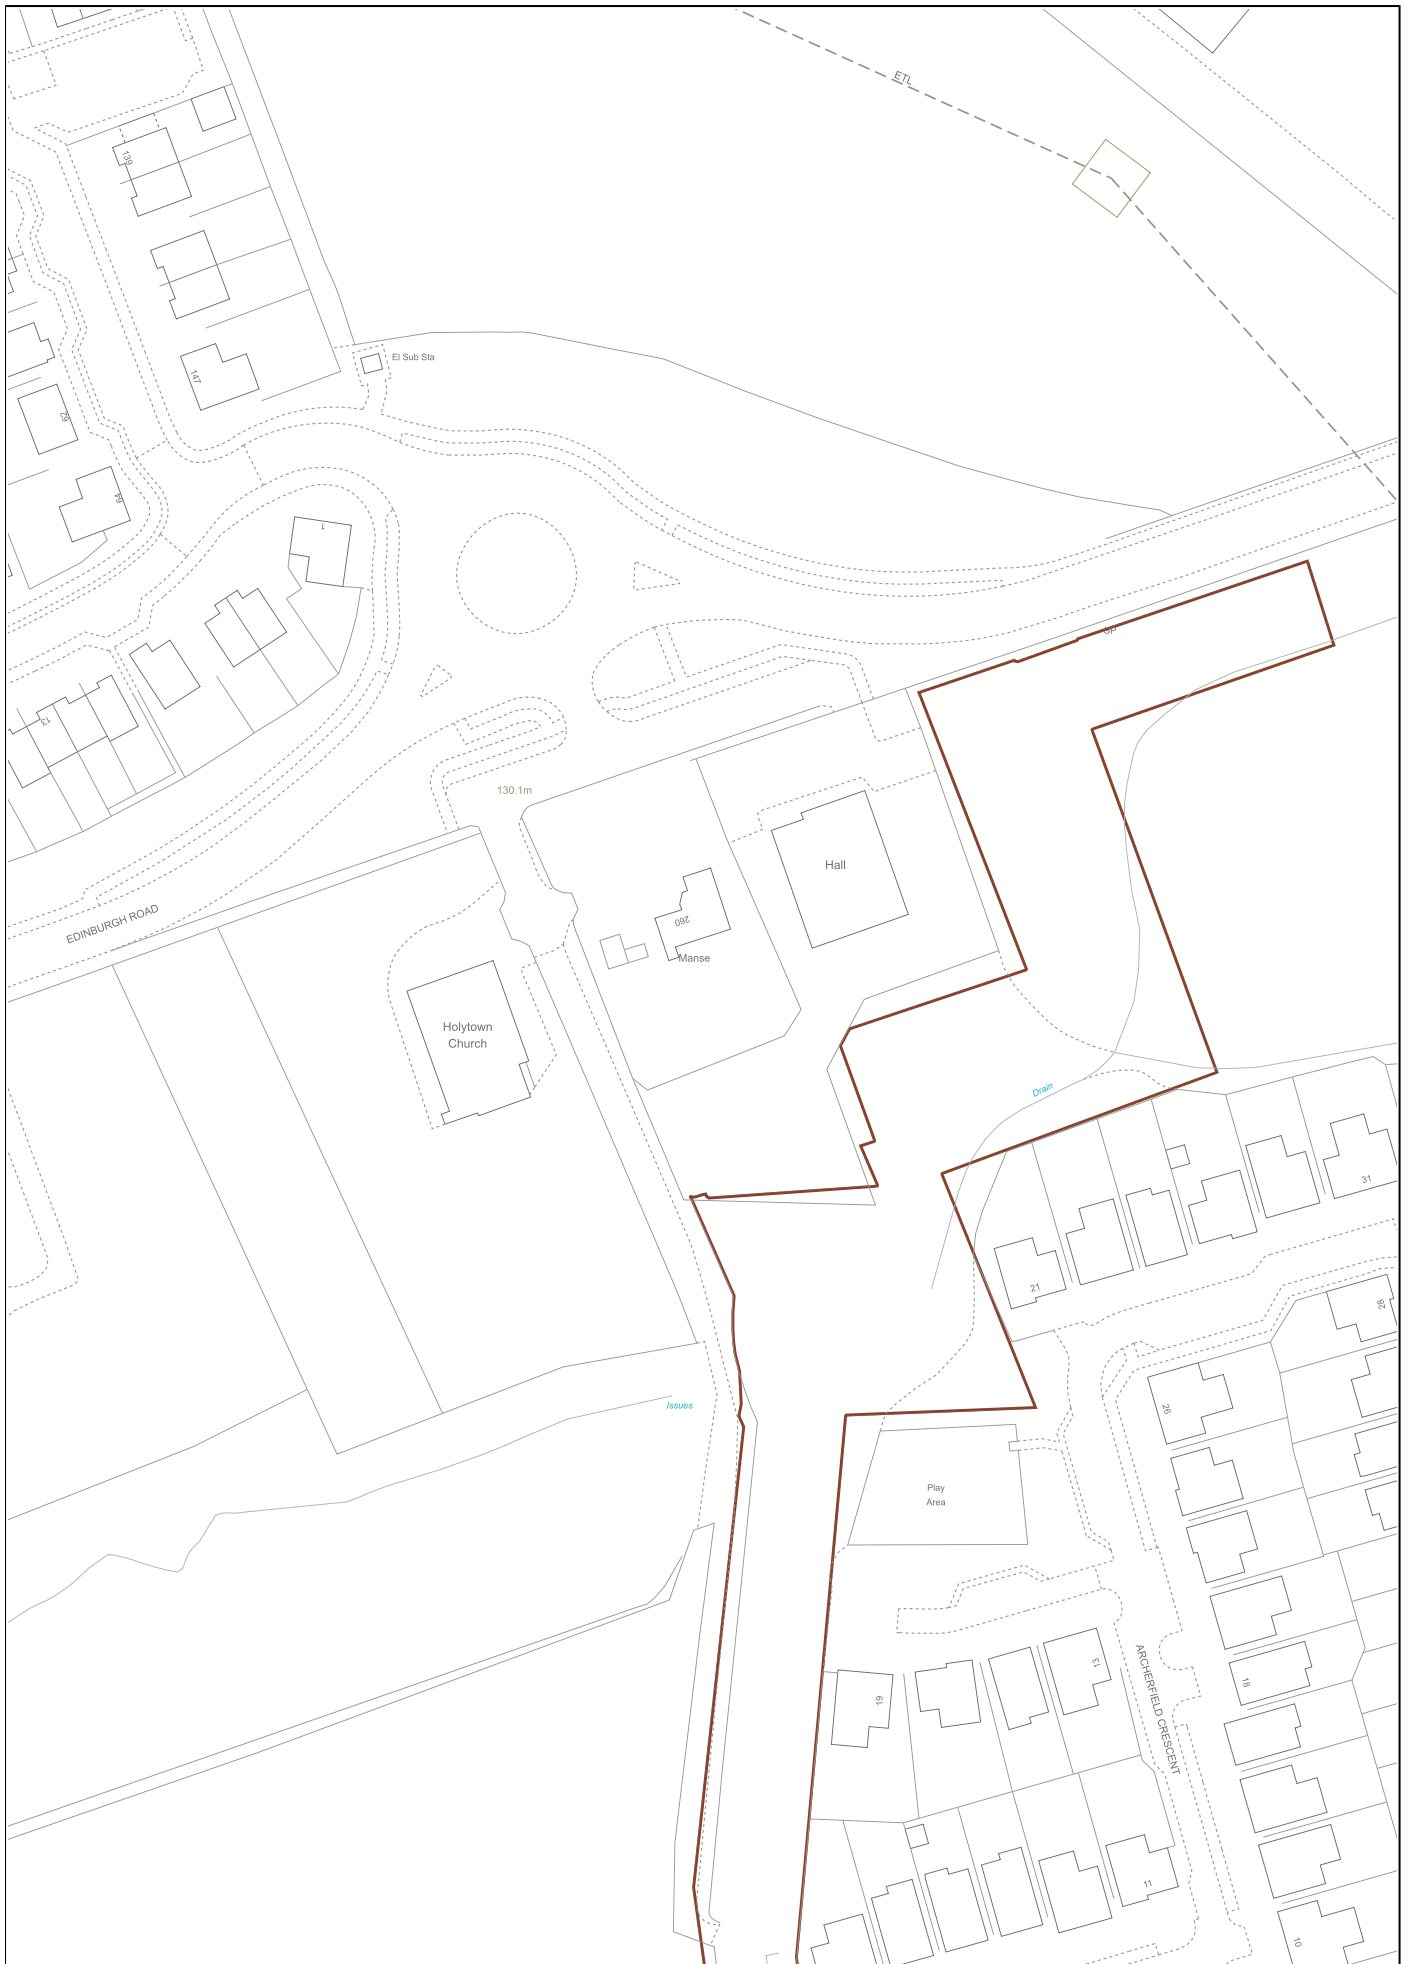 ETL
139
El Sub Sta
147
62
64
1
GP
13
130.1m
Hall
260
EDINBURGH ROAD
Manse
Holytown
Church
Drain
31
21
28
Issues
26
Play
Area
13
18
19
ARCHERFIELD CRESCENT
11
10